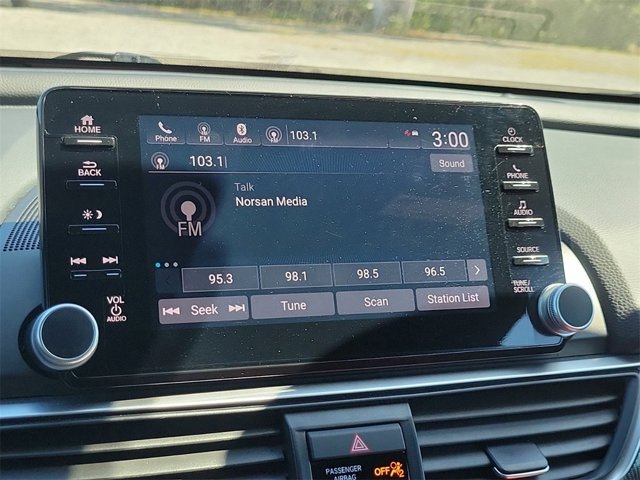 HOME
BACK
VOL
AUDIO
Phone
FM
Audio
103.1
3:00
103.1
Sound
FM
Talk
Norsan Media
95.3
98.1
98.5
96.5
Seek
Tune
Scan
Station List
CLOCK
PHONE
AUDIO
SOURCE
TUNE/
SCROLL
PASSENGER
AIRBAG
OFF
2